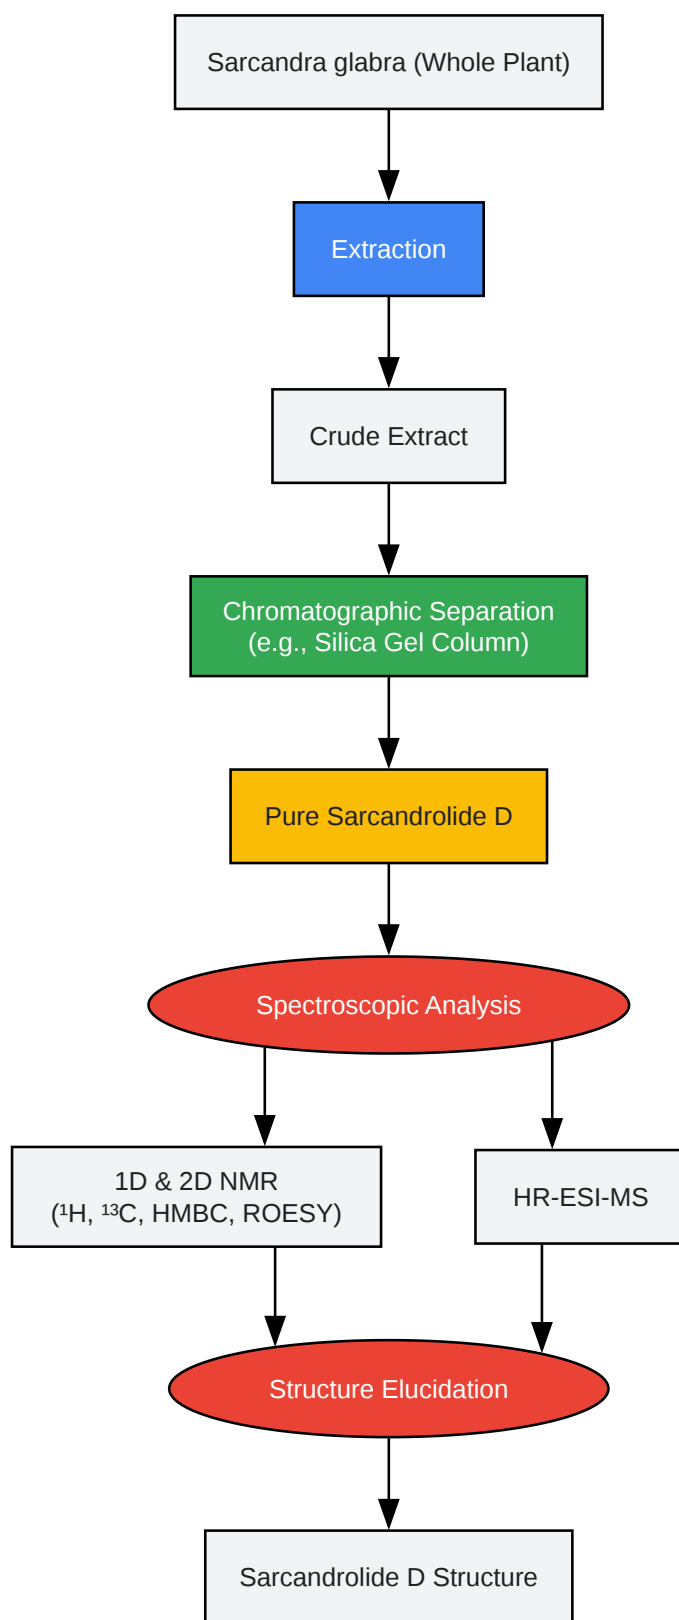 Sarcandra glabra (Whole Plant)
Extraction
Crude Extract
Chromatographic Separation
(e.g., Silica Gel Column)
Pure Sarcandrolide D
Spectroscopic Analysis
1D & 2D NMR
(¹H, ¹³C, HMBC, ROESY)
HR-ESI-MS
Structure Elucidation
Sarcandrolide D Structure